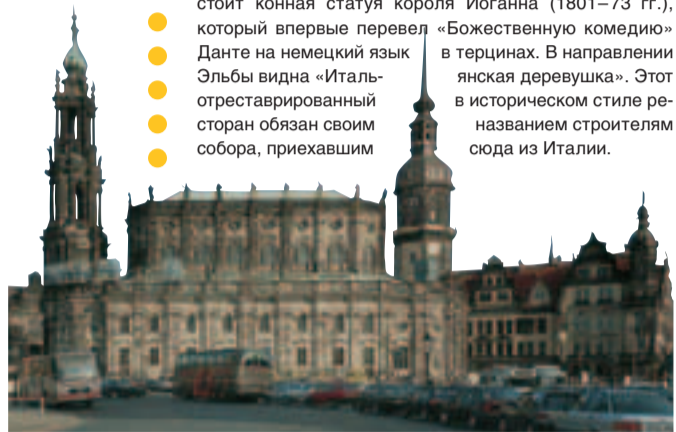 стоит конная статуя короля Иоганна (1801–73 гг.),
который впервые перевел «Божественную комедию»
Данте на немецкий язык в терцинах. В направлении
Эльбы видна «Италь- янская деревушка». Этот
отреставрированный в историческом стиле ре-
сторан обязан своим названием строителям
собора, приехавшим сюда из Италии.